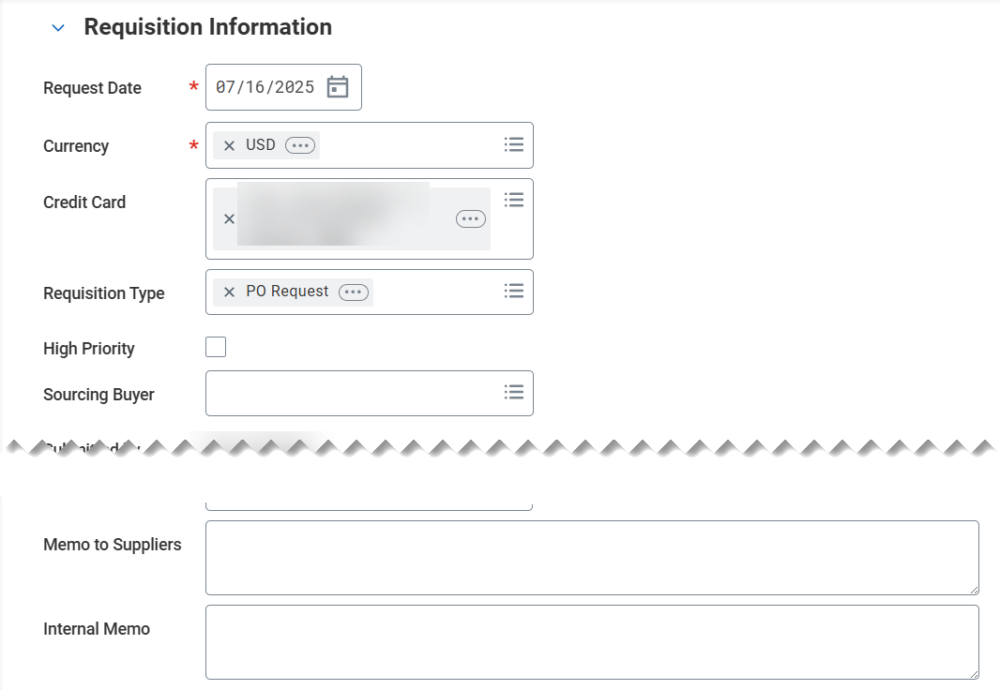 Requisition Information
Request Date * 07/16/2025
Currency * USD
Credit Card
Requisition Type PO Request
High Priority
Sourcing Buyer
Memo to Suppliers
Internal Memo